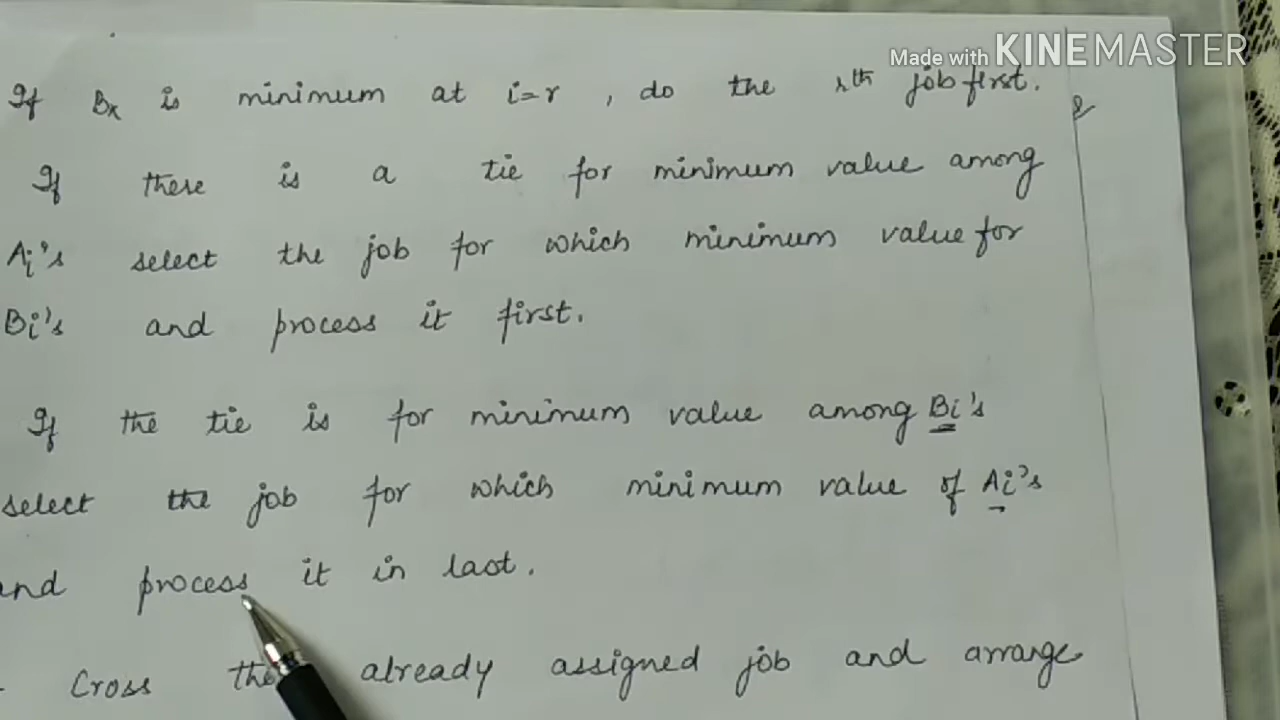 Made with KINEMASTER
If Br is minimum at i=r , do the rth job first.
If there is a tie for minimum value among
Ai's select the job for which minimum value for
Bi's and process it first.
If the tie is for minimum value among Bi's
select the job for which minimum value of Ai's
and process it in last.
Cross the already assigned job and arrange